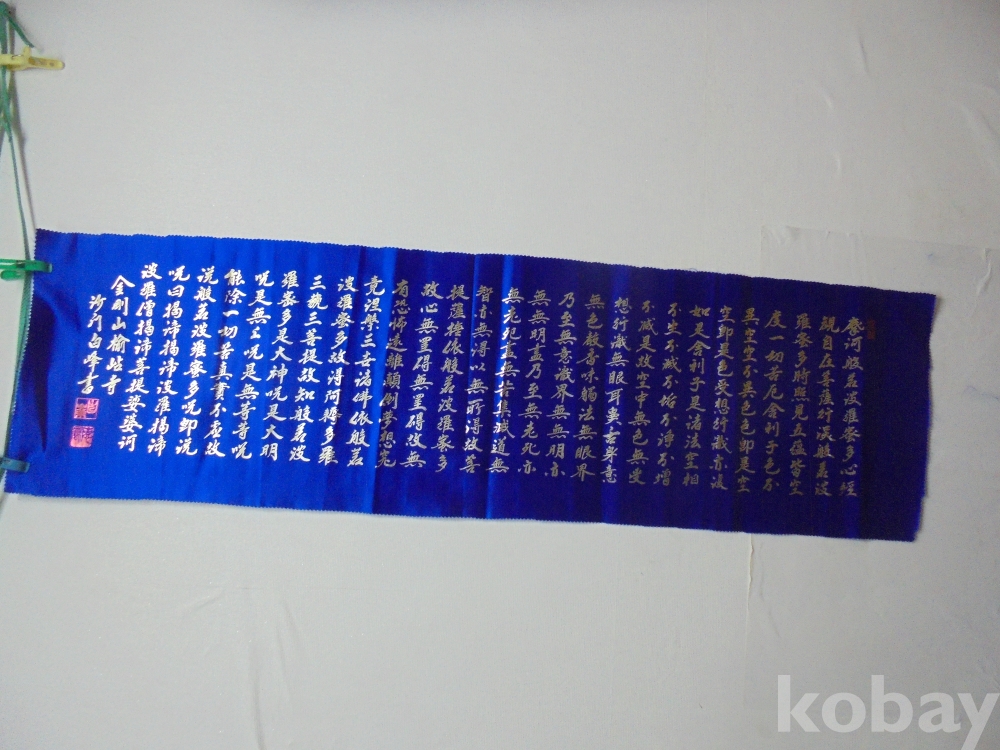 摩訶般若波羅蜜多心經
觀自在菩薩行深般若波
羅蜜多時照見五蘊皆空
度一切苦厄舍利子色不
異空空不異色色即是空
空即是色受想行識亦復
如是舍利子是諸法空相
不生不滅不垢不淨不增
不減是故空中無色無受
想行識無眼耳鼻舌身意
無色聲香味觸法無眼界
乃至無意識界無無明亦
無無明盡乃至無老死亦
無老死盡無苦集滅道無
智亦無得以無所得故菩
提薩埵依般若波羅蜜多
故心無罣碍無罣碍故無
有恐怖遠離顛倒夢想究
竟涅槃三世諸佛依般若
波羅蜜多故得阿耨多羅
三藐三菩提故知般若波
羅蜜多是大神呪是大明
呪是無上呪是無等等呪
能除一切苦真實不虛故
說般若波羅蜜多呪即説
呪曰揭諦揭諦波羅揭諦
波羅僧揭諦菩提娑婆訶
金剛山楡岾寺
沙門白峰書
kobay